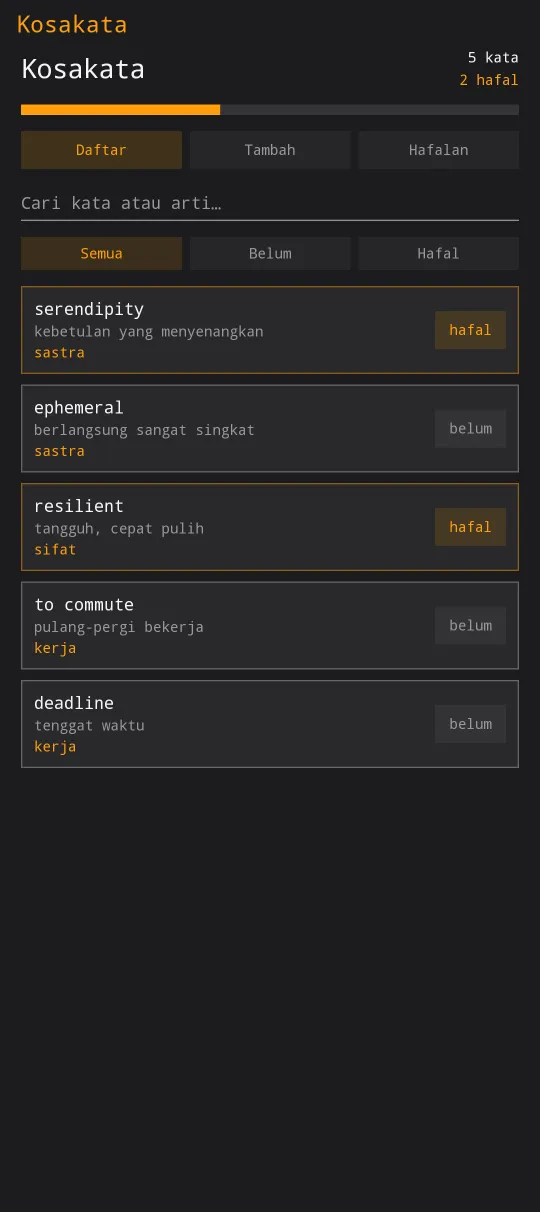 Kosakata
Kosakata
5 kata
2 hafal
Daftar
Tambah
Hafalan
Cari kata atau arti…
Semua
Belum
Hafal
serendipity
kebetulan yang menyenangkan
sastra
hafal
ephemeral
berlangsung sangat singkat
sastra
belum
resilient
tangguh, cepat pulih
sifat
hafal
to commute
pulang-pergi bekerja
kerja
belum
deadline
tenggat waktu
kerja
belum